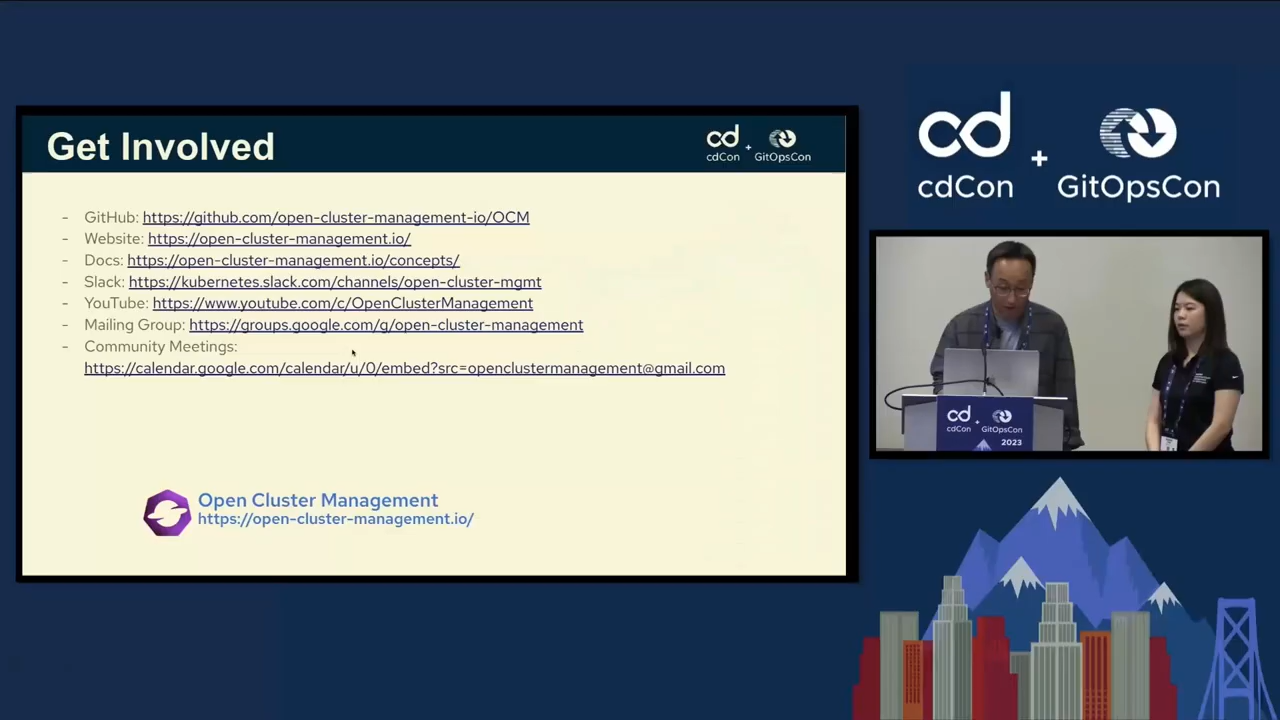 Get Involved
cdCon + GitOpsCon
- GitHub: https://github.com/open-cluster-management-io/OCM
- Website: https://open-cluster-management.io/
- Docs: https://open-cluster-management.io/concepts/
- Slack: https://kubernetes.slack.com/channels/open-cluster-mgmt
- YouTube: https://www.youtube.com/c/OpenClusterManagement
- Mailing Group: https://groups.google.com/g/open-cluster-management
- Community Meetings:
https://calendar.google.com/calendar/u/0/embed?src=openclustermanagement@gmail.com
Open Cluster Management
https://open-cluster-management.io/
cd +
cdCon GitOpsCon
cd +
cdCon GitOpsCon
2023